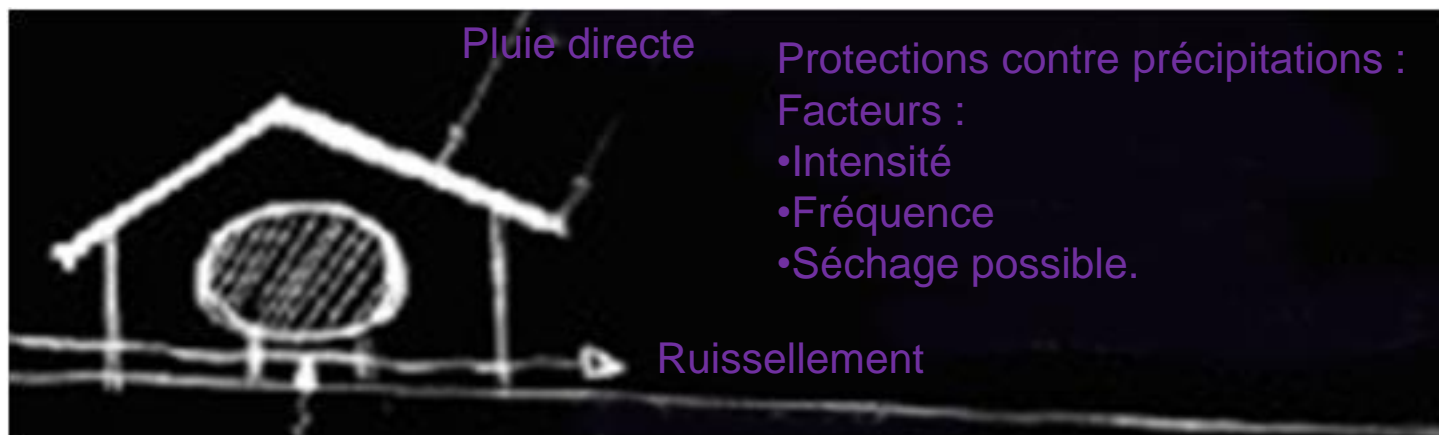 Pluie directe
Protections contre précipitations :
Facteurs :
•Intensité
•Fréquence
•Séchage possible.
Ruissellement